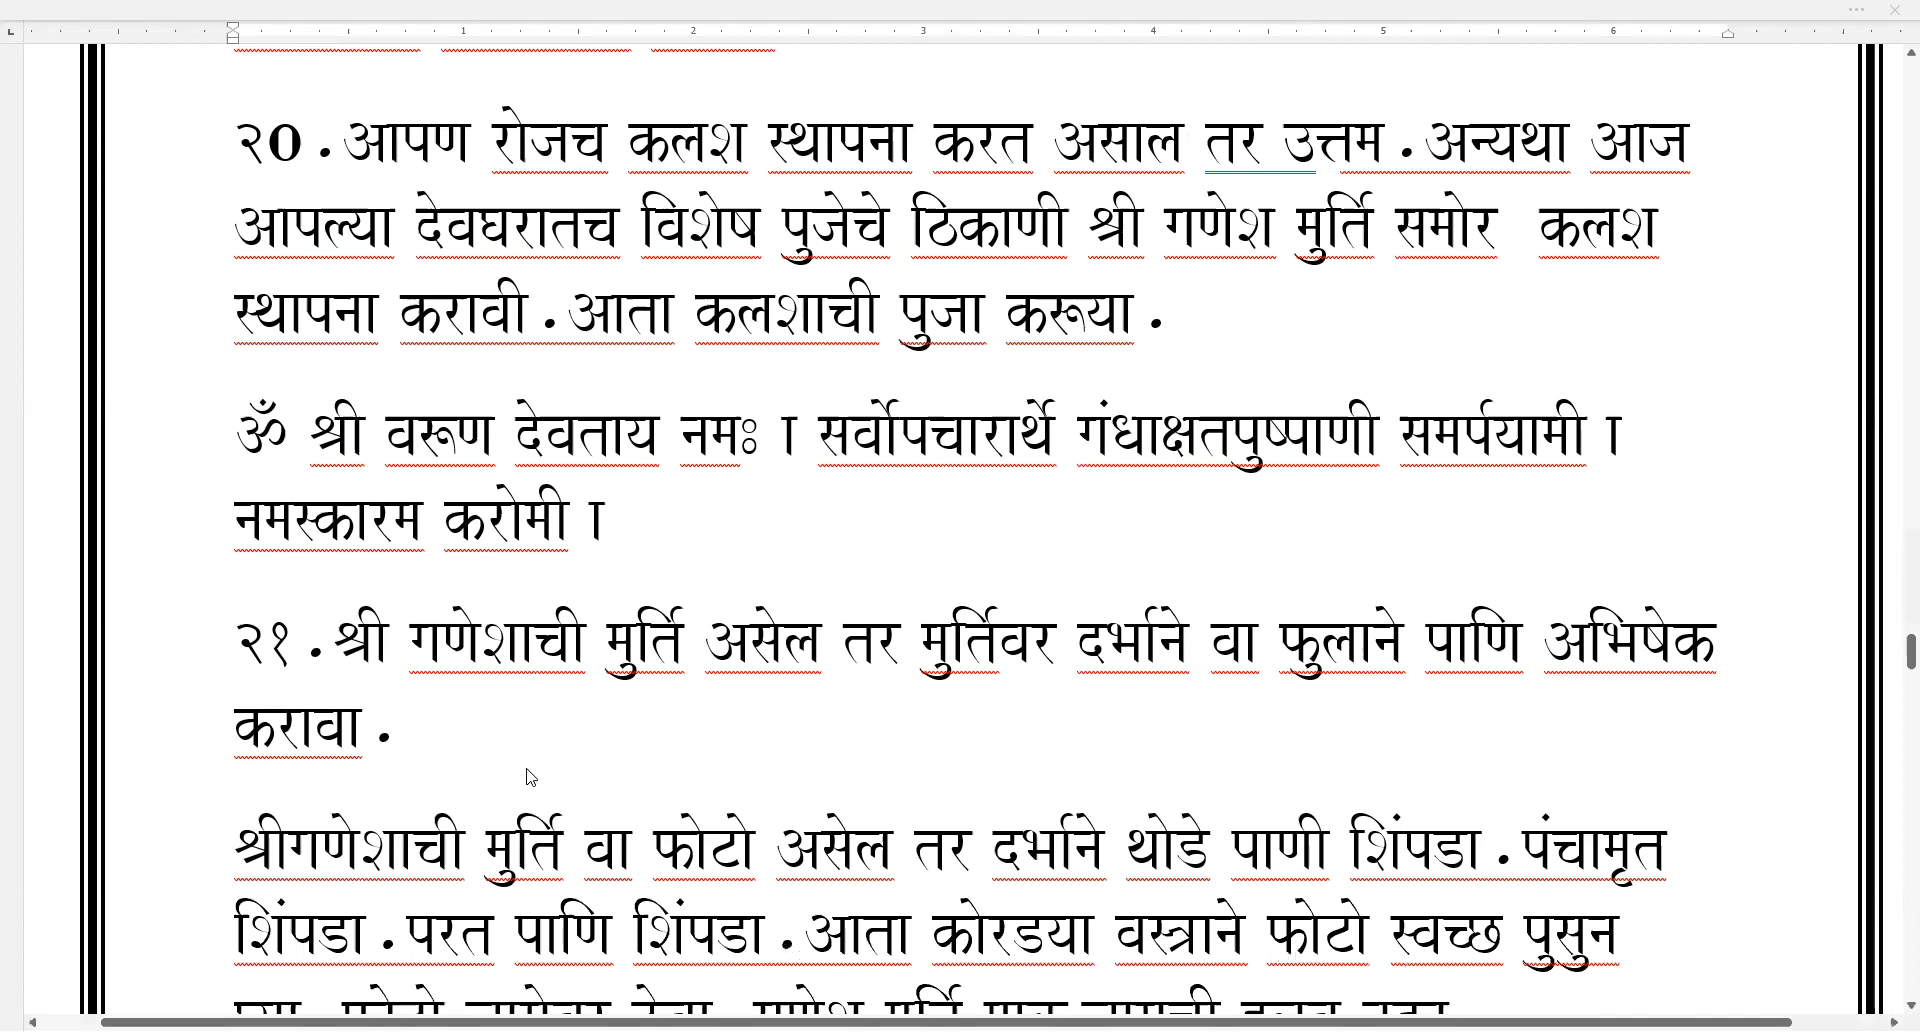 २0.आपण रोजच कलश स्थापना करत असाल तर उत्तम.अन्यथा आज
आपल्या देवघरातच विशेष पुजेचे ठिकाणी श्री गणेश मुर्ति समोर कलश
स्थापना करावी.आता कलशाची पुजा करूया.
ॐ श्री वरूण देवताय नमः । सर्वोपचारार्थे गंधाक्षतपुष्पाणी समर्पयामी ।
नमस्कारम करोमी ।
२१.श्री गणेशाची मुर्ति असेल तर मुर्तिवर दर्भाने वा फुलाने पाणि अभिषेक
करावा.
श्रीगणेशाची मुर्ति वा फोटो असेल तर दर्भाने थोडे पाणी शिंपडा.पंचामृत
शिंपडा.परत पाणि शिंपडा.आता कोरडया वस्त्राने फोटो स्वच्छ पुसुन